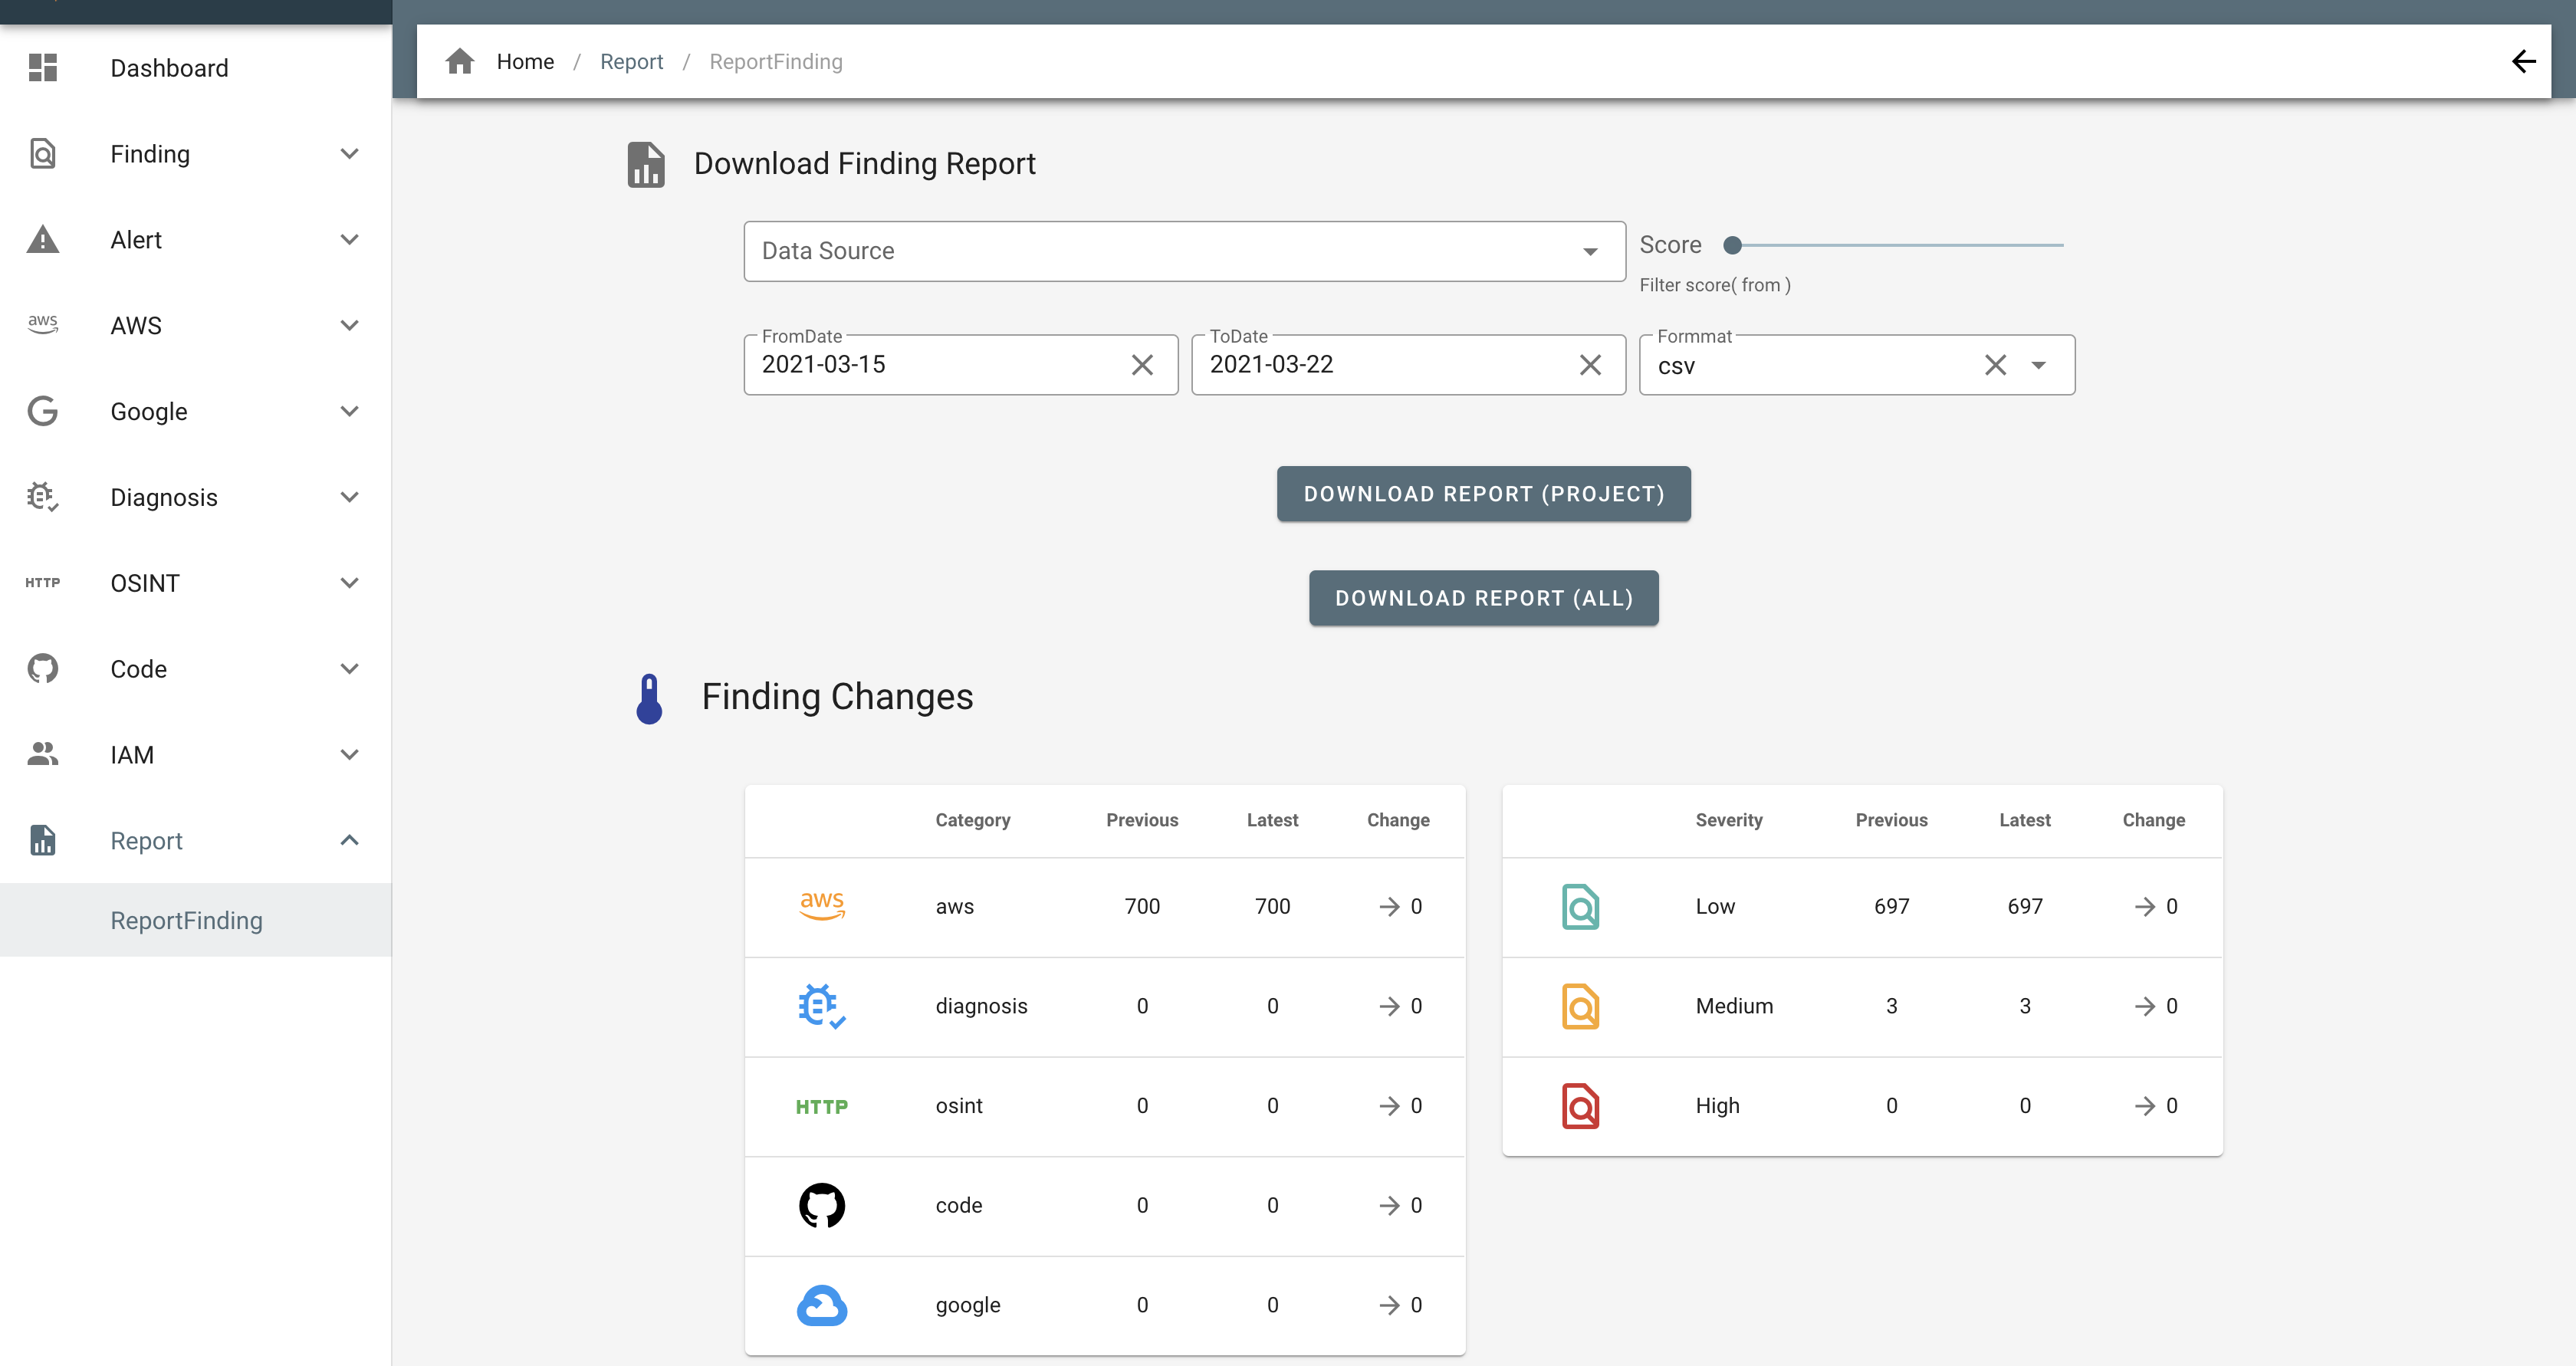 Dashboard
Finding
Alert
aws AWS
Google
Diagnosis
HTTP OSINT
Code
IAM
Report
ReportFinding
Home / Report / ReportFinding
Download Finding Report
Data Source
Score
Filter score( from )
FromDate
2021-03-15
ToDate
2021-03-22
Formmat
csv
DOWNLOAD REPORT (PROJECT)
DOWNLOAD REPORT (ALL)
Finding Changes
Category Previous Latest Change
aws aws 700 700 → 0
diagnosis 0 0 → 0
HTTP osint 0 0 → 0
code 0 0 → 0
google 0 0 → 0
Severity Previous Latest Change
Low 697 697 → 0
Medium 3 3 → 0
High 0 0 → 0